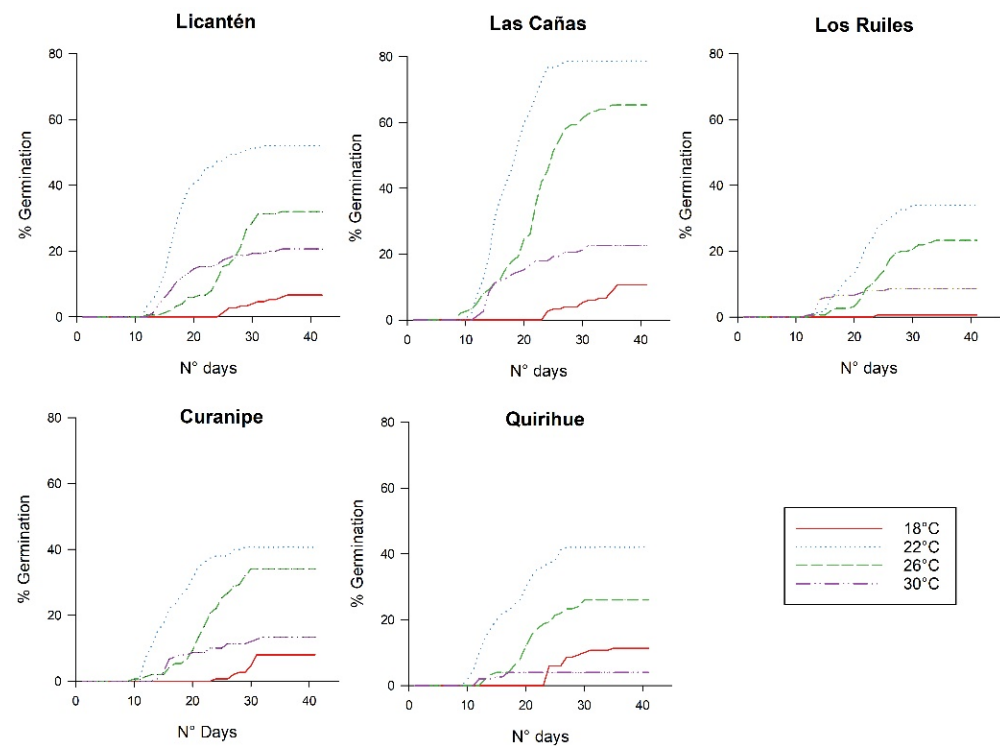 Licantén
80
60
40
20
0
% Germination
0 10 20 30 40
N° days
Las Cañas
80
60
40
20
0
% Germination
0 10 20 30 40
N° days
Los Ruiles
80
60
40
20
0
% Germination
0 10 20 30 40
N° days
Curanipe
80
60
40
20
0
% Germination
0 10 20 30 40
N° Days
Quirihue
80
60
40
20
0
% Germination
0 10 20 30 40
N° days
18°C
22°C
26°C
30°C